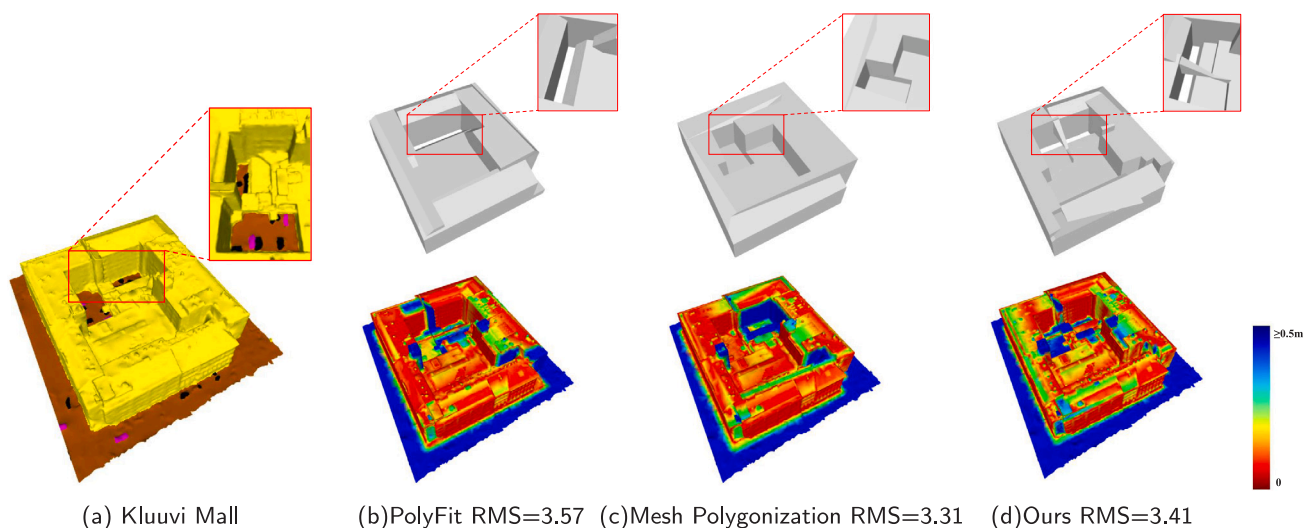 ≥0.5m
0
(a) Kluuvi Mall
(b)PolyFit RMS=3.57
(c)Mesh Polygonization RMS=3.31
(d)Ours RMS=3.41